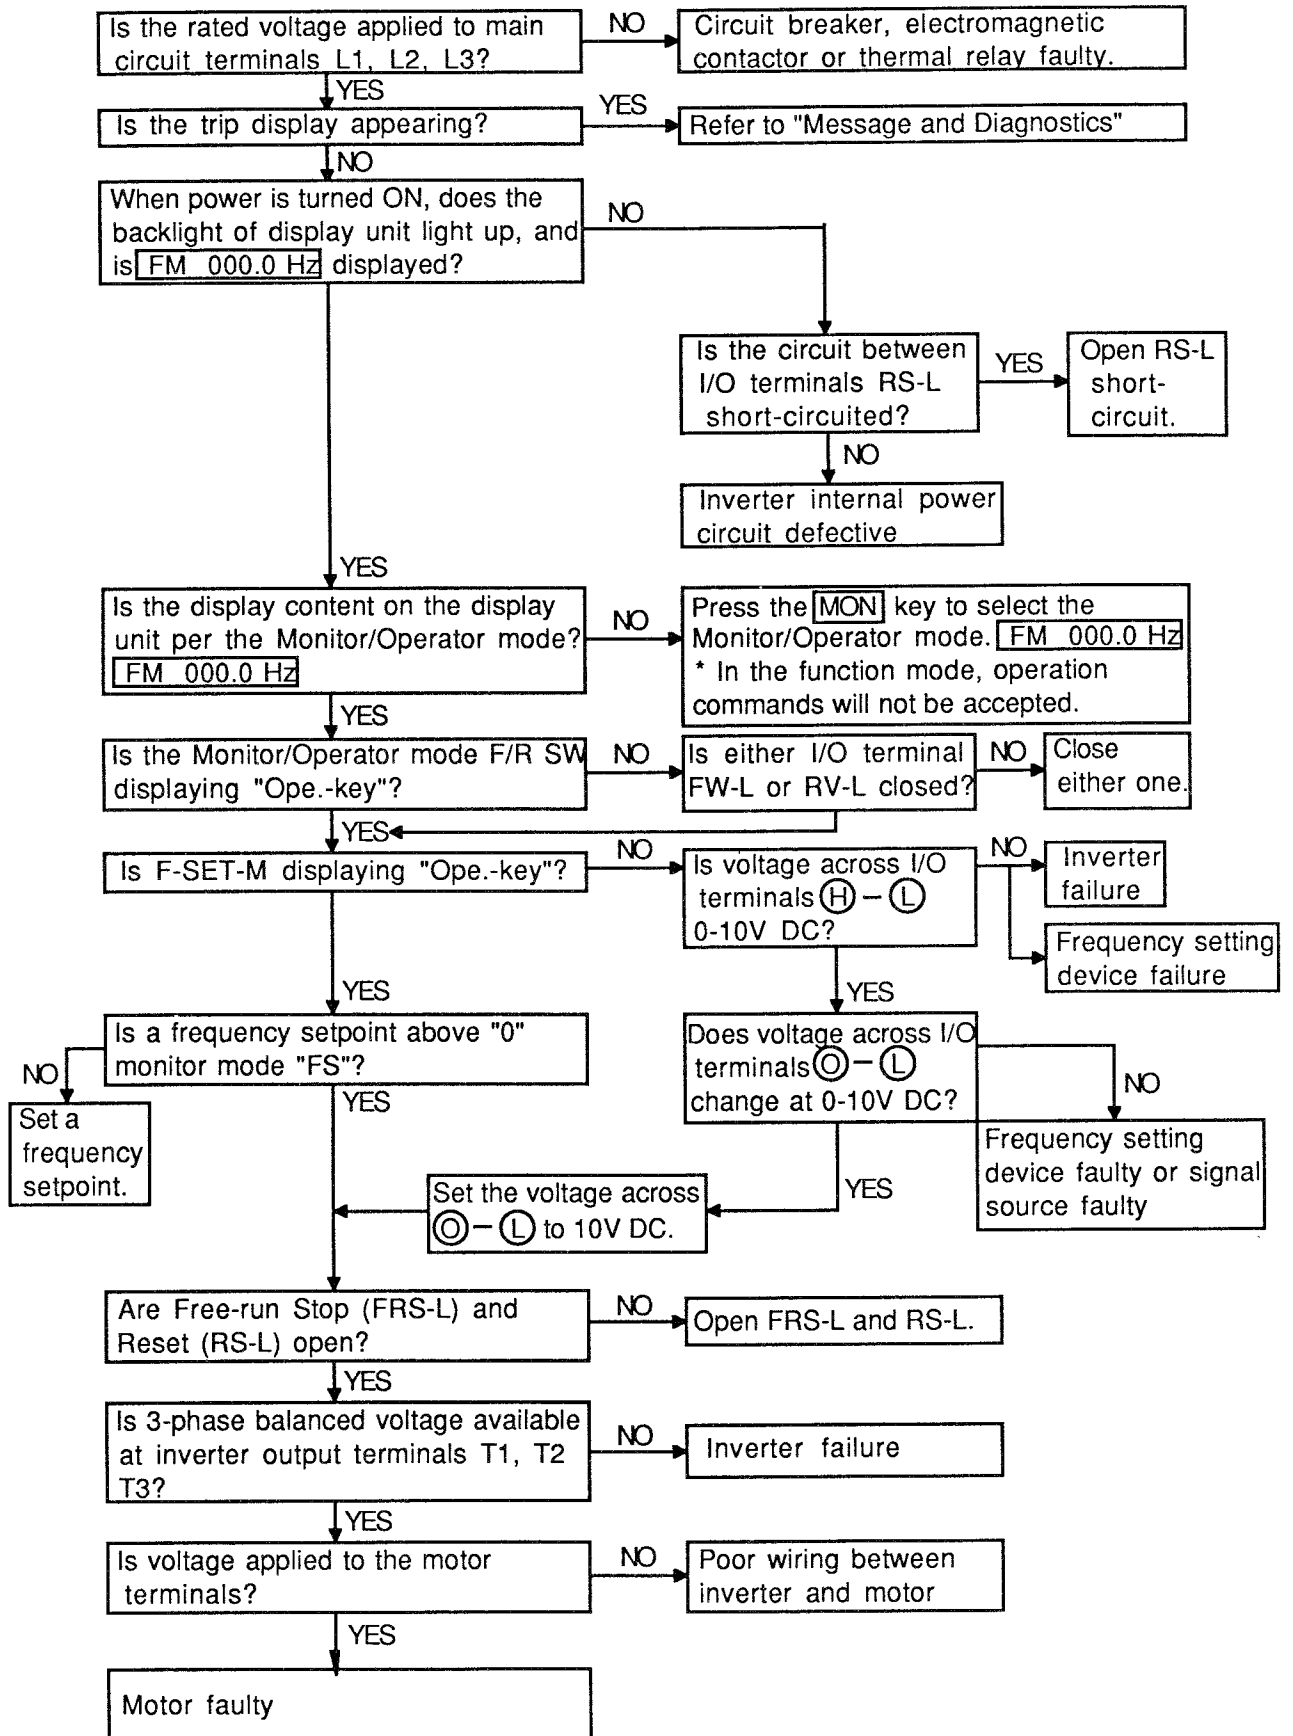 Is the rated voltage applied to main
circuit terminals L1, L2, L3?
NO
Circuit breaker, electromagnetic
contactor or thermal relay faulty.
YES
Is the trip display appearing?
YES
Refer to "Message and Diagnostics"
NO
When power is turned ON, does the
backlight of display unit light up, and
is FM 000.0 Hz displayed?
NO
Is the circuit between
I/O terminals RS-L
short-circuited?
YES
Open RS-L
short-
circuit.
NO
Inverter internal power
circuit defective
YES
Is the display content on the display
unit per the Monitor/Operator mode?
FM 000.0 Hz
NO
Press the MON key to select the
Monitor/Operator mode. FM 000.0 Hz
* In the function mode, operation
commands will not be accepted.
YES
Is the Monitor/Operator mode F/R SW
displaying "Ope.-key"?
NO
Is either I/O terminal
FW-L or RV-L closed?
NO
Close
either one.
YES
Is F-SET-M displaying "Ope.-key"?
NO
Is voltage across I/O
terminals H – L
0-10V DC?
NO
Inverter
failure
Frequency setting
device failure
YES
YES
Is a frequency setpoint above "0"
monitor mode "FS"?
NO
Set a
frequency
setpoint.
YES
Does voltage across I/O
terminals O – L
change at 0-10V DC?
NO
Frequency setting
device faulty or signal
source faulty
YES
Set the voltage across
O – L to 10V DC.
Are Free-run Stop (FRS-L) and
Reset (RS-L) open?
NO
Open FRS-L and RS-L.
YES
Is 3-phase balanced voltage available
at inverter output terminals T1, T2
T3?
NO
Inverter failure
YES
Is voltage applied to the motor
terminals?
NO
Poor wiring between
inverter and motor
YES
Motor faulty